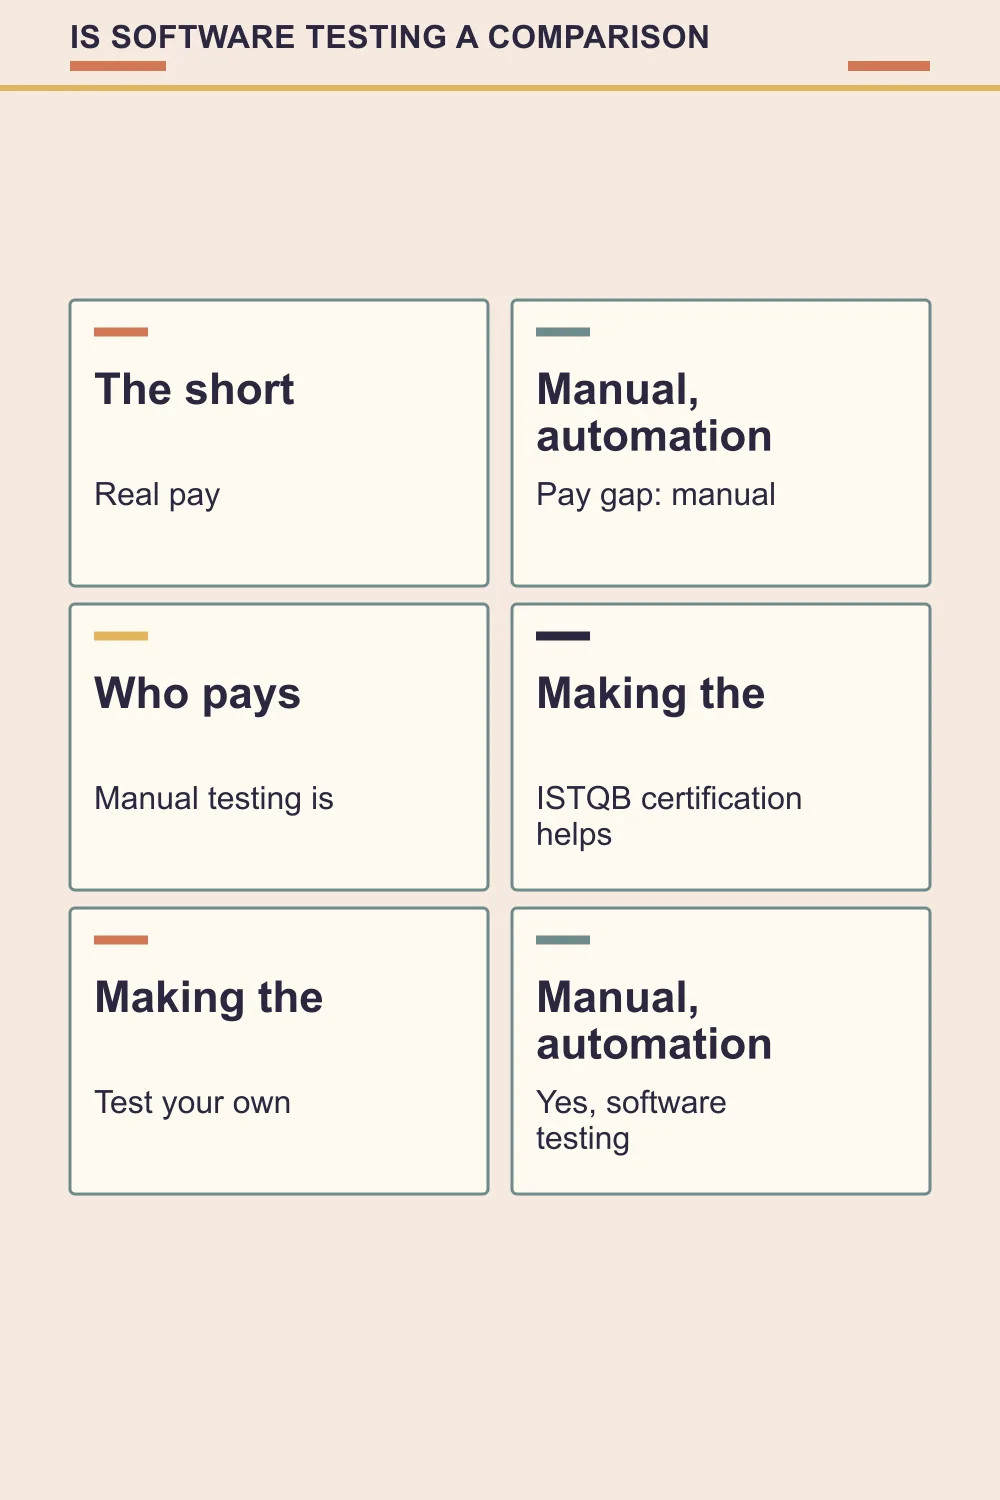 IS SOFTWARE TESTING A COMPARISON
The short
Real pay
Manual,
automation
Pay gap: manual
Who pays
Manual testing is
Making the
ISTQB certification
helps
Making the
Test your own
Manual,
automation
Yes, software
testing